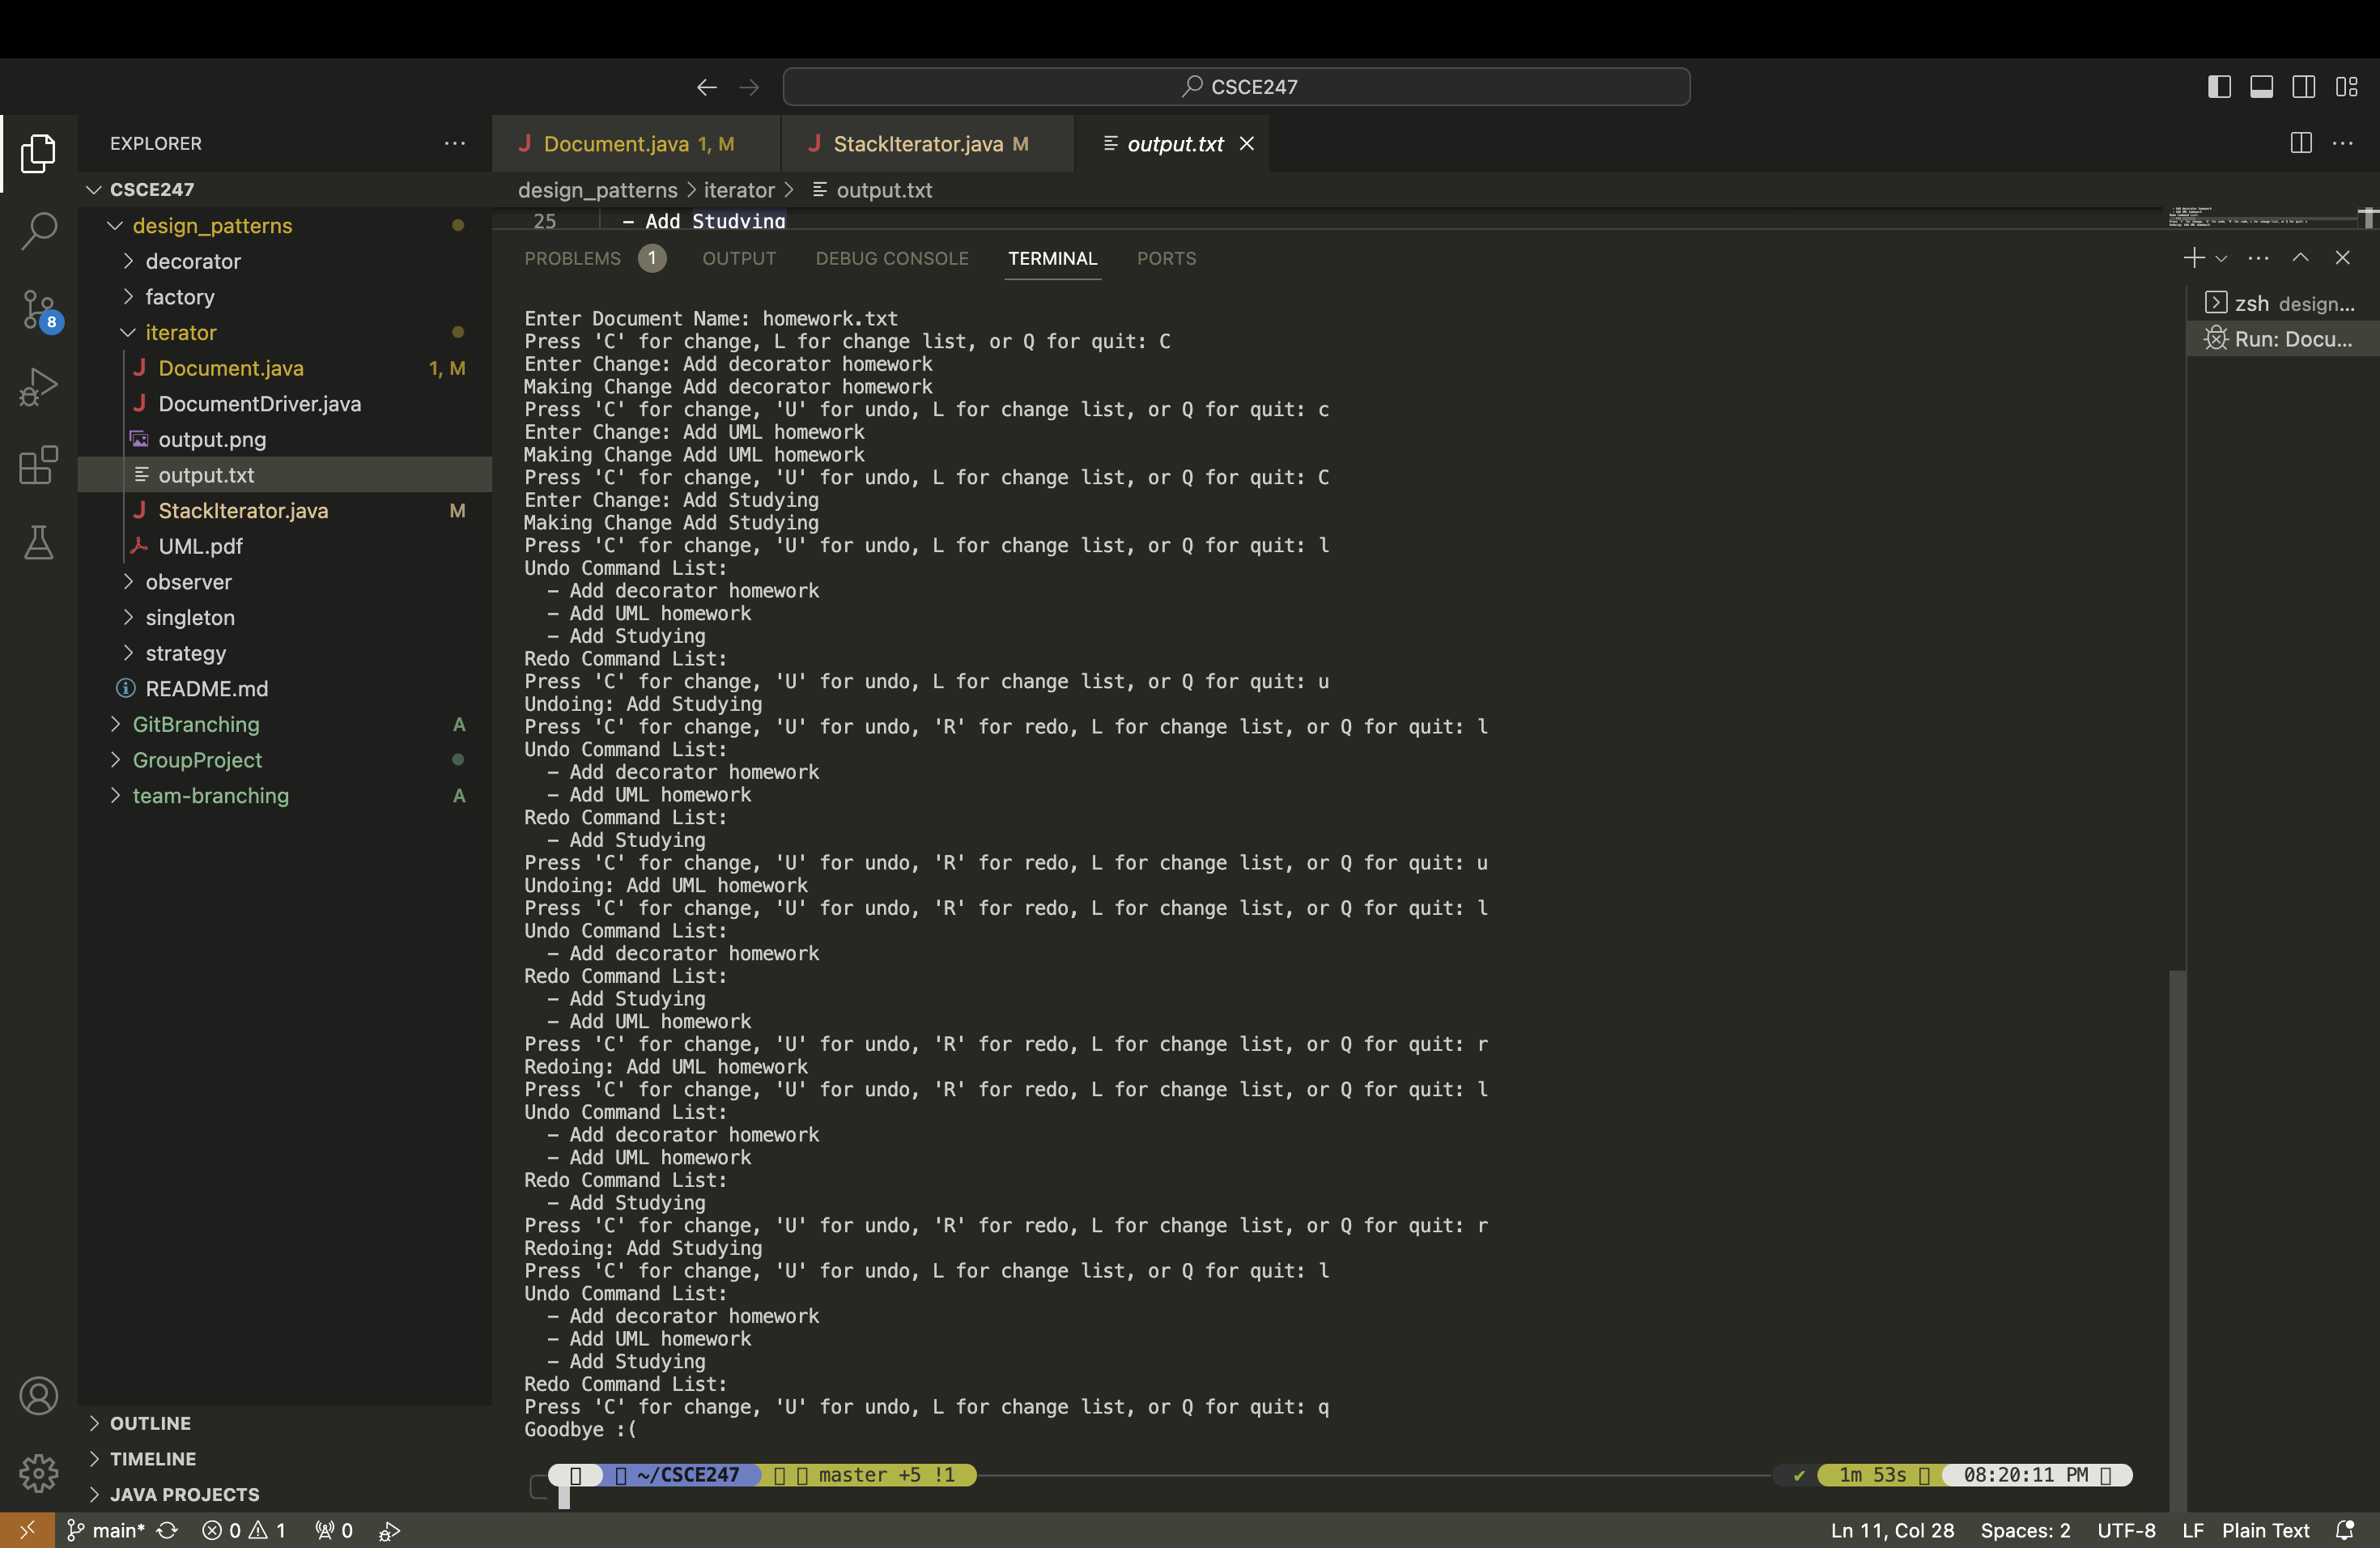 CSCE247
EXPLORER
Document.java 1, M
StackIterator.java M
output.txt
CSCE247
design_patterns
decorator
factory
iterator
Document.java 1, M
DocumentDriver.java
output.png
output.txt
StackIterator.java M
UML.pdf
observer
singleton
strategy
README.md
GitBranching A
GroupProject
team-branching A
OUTLINE
TIMELINE
JAVA PROJECTS
8
design_patterns > iterator > output.txt
25 - Add Studying
PROBLEMS 1 OUTPUT DEBUG CONSOLE TERMINAL PORTS
zsh design...
Run: Docu...
Enter Document Name: homework.txt
Press 'C' for change, L for change list, or Q for quit: C
Enter Change: Add decorator homework
Making Change Add decorator homework
Press 'C' for change, 'U' for undo, L for change list, or Q for quit: c
Enter Change: Add UML homework
Making Change Add UML homework
Press 'C' for change, 'U' for undo, L for change list, or Q for quit: C
Enter Change: Add Studying
Making Change Add Studying
Press 'C' for change, 'U' for undo, L for change list, or Q for quit: l
Undo Command List:
- Add decorator homework
- Add UML homework
- Add Studying
Redo Command List:
Press 'C' for change, 'U' for undo, L for change list, or Q for quit: u
Undoing: Add Studying
Press 'C' for change, 'U' for undo, 'R' for redo, L for change list, or Q for quit: l
Undo Command List:
- Add decorator homework
- Add UML homework
Redo Command List:
- Add Studying
Press 'C' for change, 'U' for undo, 'R' for redo, L for change list, or Q for quit: u
Undoing: Add UML homework
Press 'C' for change, 'U' for undo, 'R' for redo, L for change list, or Q for quit: l
Undo Command List:
- Add decorator homework
Redo Command List:
- Add Studying
- Add UML homework
Press 'C' for change, 'U' for undo, 'R' for redo, L for change list, or Q for quit: r
Redoing: Add UML homework
Press 'C' for change, 'U' for undo, 'R' for redo, L for change list, or Q for quit: l
Undo Command List:
- Add decorator homework
- Add UML homework
Redo Command List:
- Add Studying
Press 'C' for change, 'U' for undo, 'R' for redo, L for change list, or Q for quit: r
Redoing: Add Studying
Press 'C' for change, 'U' for undo, L for change list, or Q for quit: l
Undo Command List:
- Add decorator homework
- Add UML homework
- Add Studying
Redo Command List:
Press 'C' for change, 'U' for undo, L for change list, or Q for quit: q
Goodbye :(
~/CSCE247 master +5 !1 ✔ 1m 53s 08:20:11 PM
main* 0 1 0 Ln 11, Col 28 Spaces: 2 UTF-8 LF Plain Text